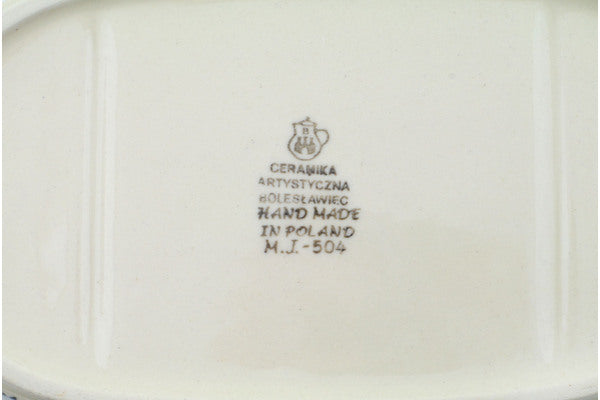 B
CERAMIKA
ARTYSTYCZNA
BOLESŁAWIEC
HAND MADE
IN POLAND
M.J.-504